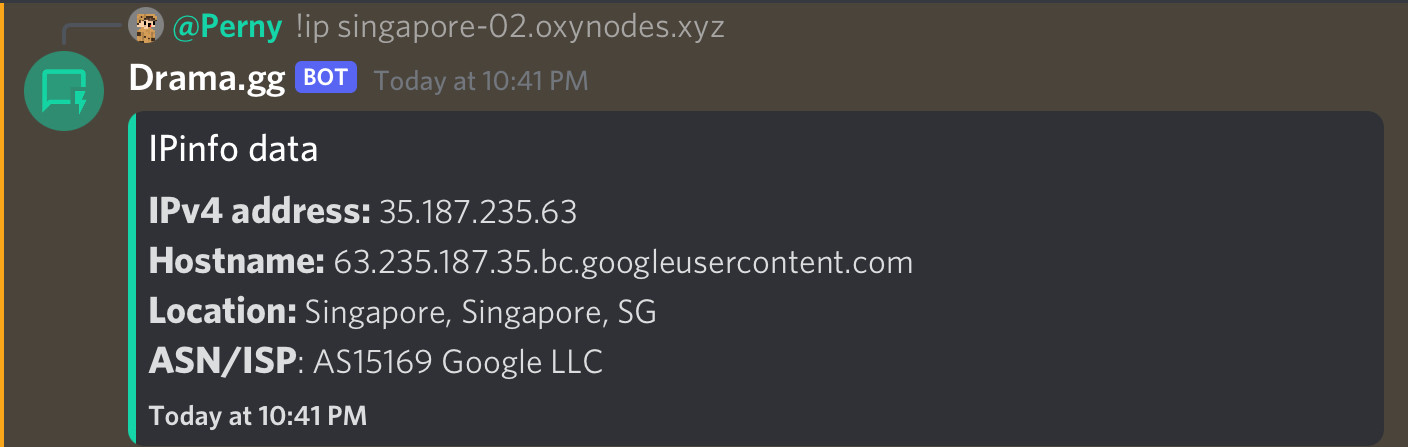 @Perny !ip singapore-02.oxynodes.xyz
Drama.gg BOT Today at 10:41 PM
IPinfo data
IPv4 address: 35.187.235.63
Hostname: 63.235.187.35.bc.googleusercontent.com
Location: Singapore, Singapore, SG
ASN/ISP: AS15169 Google LLC
Today at 10:41 PM